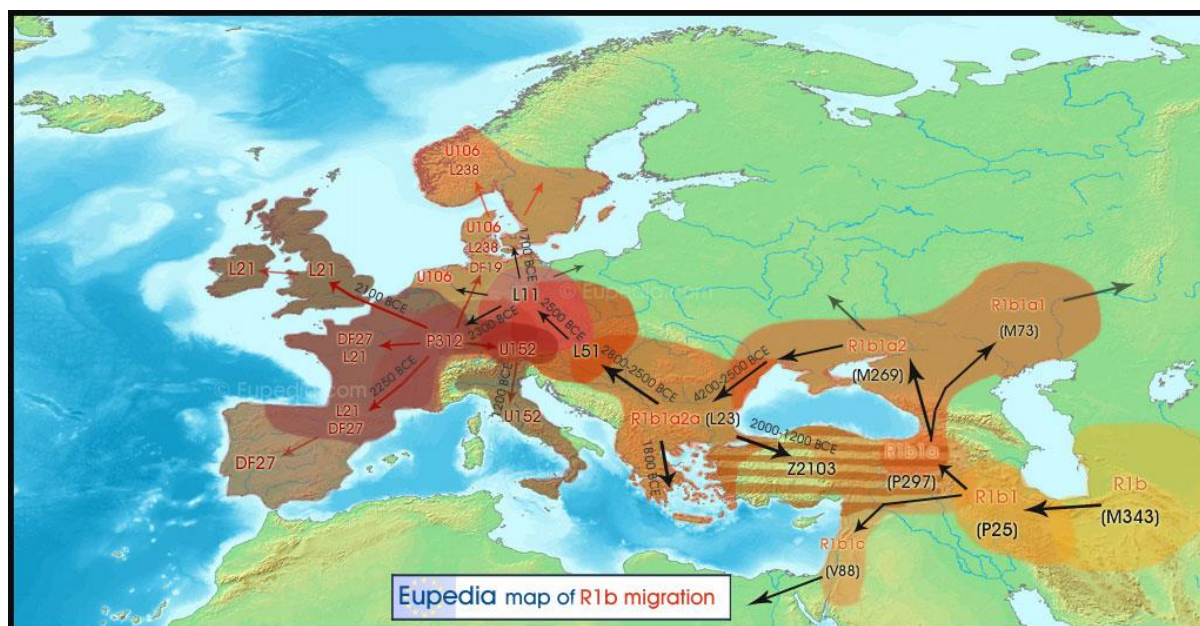 U106
L238
U106
L238
DF19
1700 BCE
L21
L21
2100 BCE
U106
L11
© Eupedia.com
2500 BCE
2300 BCE
DF27
L21
P312
U152
L51
2250 BCE
© Eupedia.com
2200 BCE
U152
L21
DF27
DF27
2800-2500 BCE
4200-2500 BCE
R1b1a1
(M73)
R1b1a2
(M269)
R1b1a2a (L23)
1800 BCE
2000-1200 BCE
Z2103
R1b1a
(P297)
R1b1
(P25)
R1b
(M343)
R1b1c
(V88)
Eupedia map of R1b migration